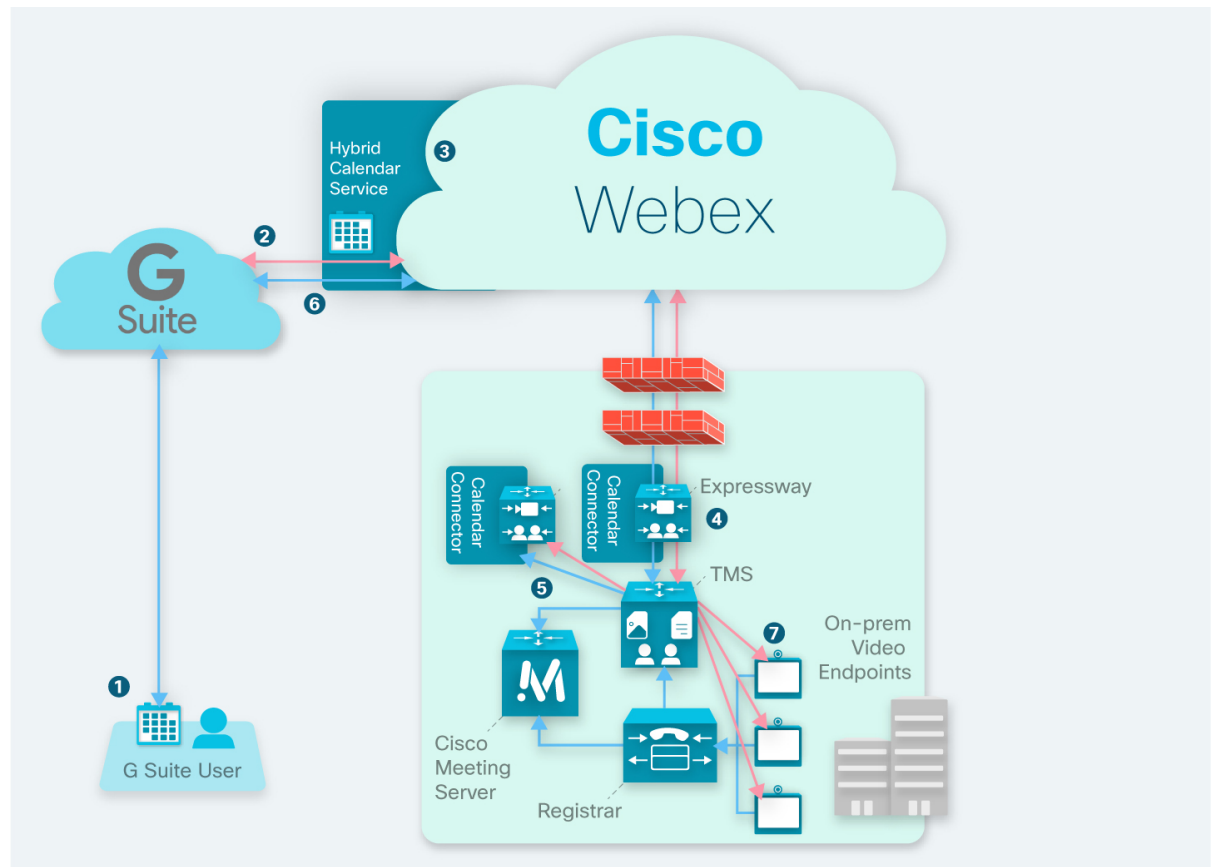 Cisco
Webex
Hybrid
Calendar
Service
3
2
6
G
Suite
1
G Suite User
Calendar
Connector
Calendar
Connector
Expressway
4
TMS
5
7
On-prem
Video
Endpoints
M
Cisco
Meeting
Server
Registrar